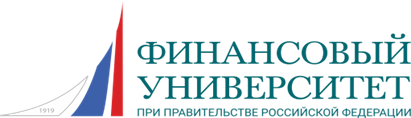 1919
ФИНАНСОВЫЙ
УНИВЕРСИТЕТ
ПРИ ПРАВИТЕЛЬСТВЕ РОССИЙСКОЙ ФЕДЕРАЦИИ